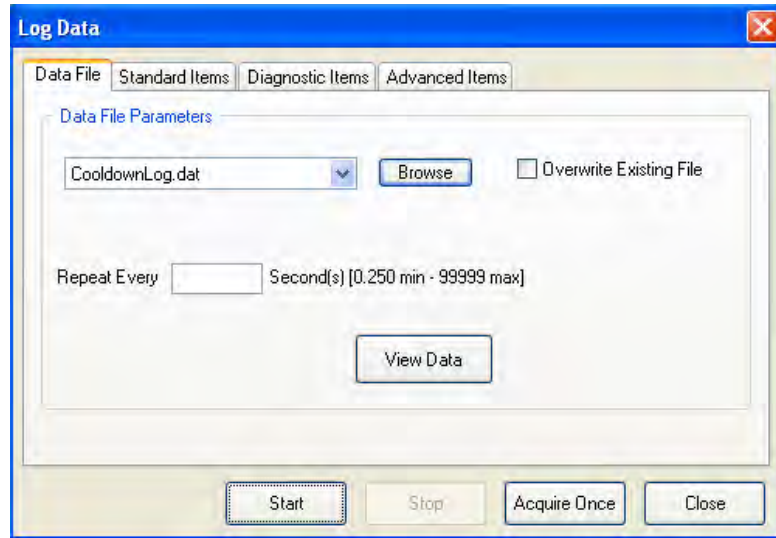 Log Data
Data File Standard Items Diagnostic Items Advanced Items
Data File Parameters
CooldownLog.dat Browse Overwrite Existing File
Repeat Every Second(s) [0.250 min - 99999 max]
View Data
Start Stop Acquire Once Close